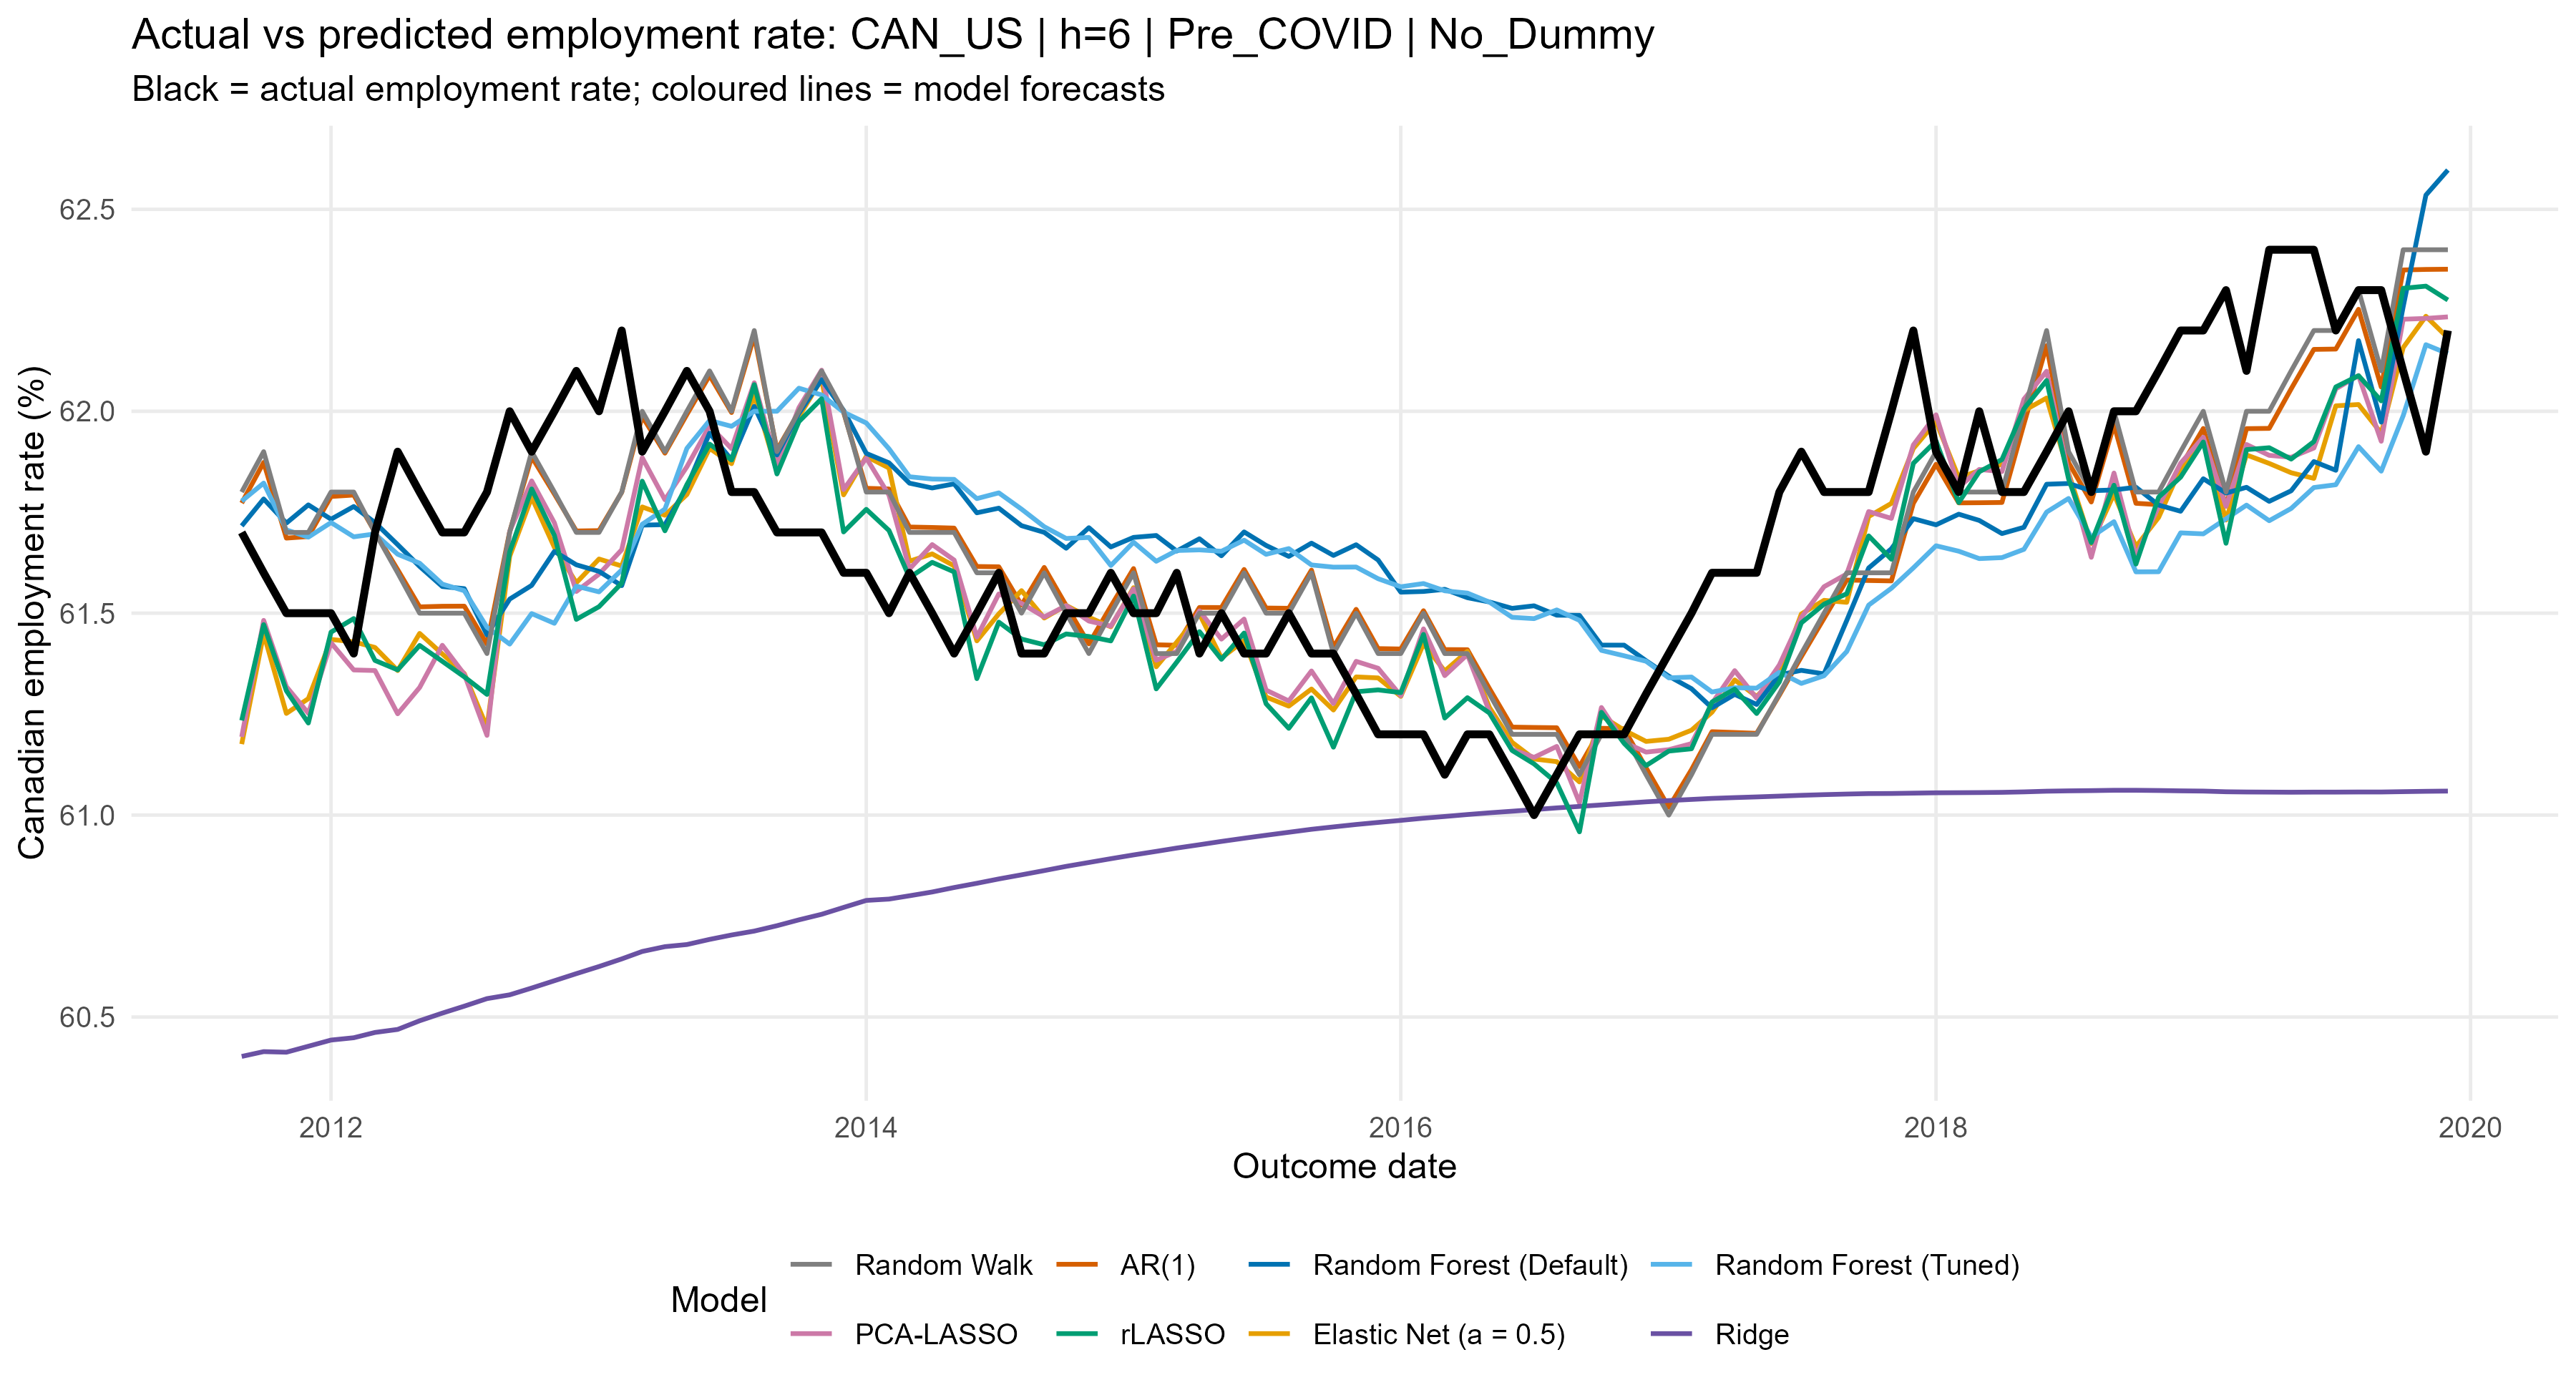 Actual vs predicted employment rate: CAN_US | h=6 | Pre_COVID | No_Dummy
Black = actual employment rate; coloured lines = model forecasts
Canadian employment rate (%)
62.5
62.0
61.5
61.0
60.5
2012 2014 2016 2018 2020
Outcome date
Model
Random Walk AR(1) Random Forest (Default) Random Forest (Tuned)
PCA-LASSO rLASSO Elastic Net (a = 0.5) Ridge